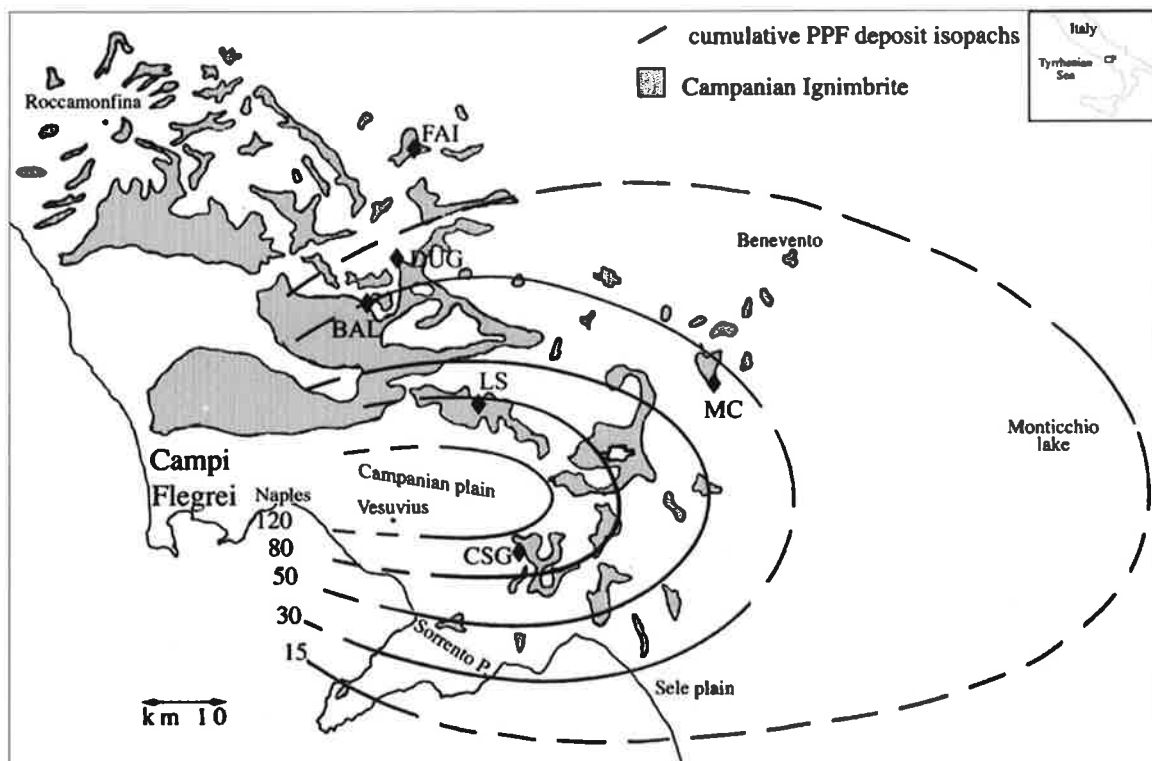 cumulative PPF deposit isopachs
Campanian Ignimbrite
Italy
Tyrrhenian
Sea
Roccamonfina
FAI
DUG
Benevento
BAL
LS
MC
Monticchio
lake
Campi
Flegrei
Naples
Campanian plain
Vesuvius
120
80
50
30
15
CSG
Sorrento P.
Sele plain
km 10